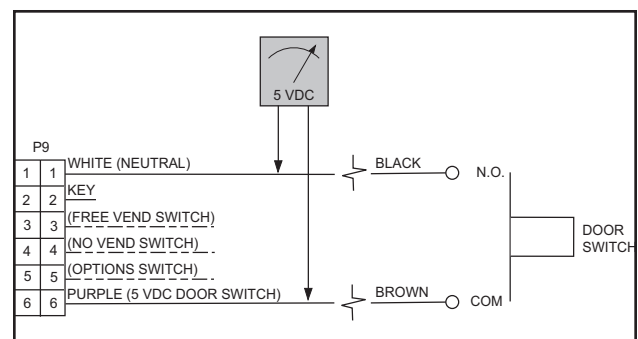 5 VDC
P9
1 1 WHITE (NEUTRAL) BLACK N.O.
2 2 KEY
3 3 (FREE VEND SWITCH)
4 4 (NO VEND SWITCH)
DOOR
SWITCH
5 5 (OPTIONS SWITCH)
6 6 PURPLE (5 VDC DOOR SWITCH) BROWN COM